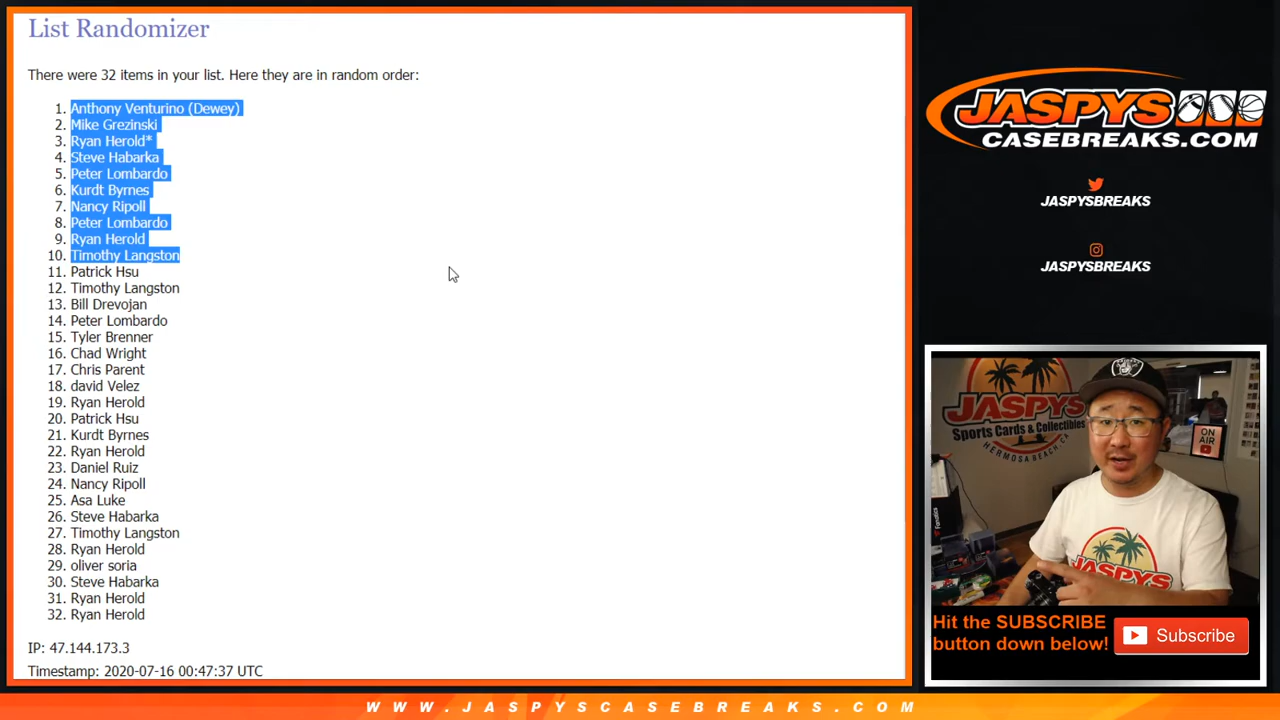 List Randomizer
There were 32 items in your list. Here they are in random order:
1. Anthony Venturino (Dewey)
2. Mike Grezinski
3. Ryan Herold*
4. Steve Habarka
5. Peter Lombardo
6. Kurdt Byrnes
7. Nancy Ripoll
8. Peter Lombardo
9. Ryan Herold
10. Timothy Langston
11. Patrick Hsu
12. Timothy Langston
13. Bill Drevojan
14. Peter Lombardo
15. Tyler Brenner
16. Chad Wright
17. Chris Parent
18. david Velez
19. Ryan Herold
20. Patrick Hsu
21. Kurdt Byrnes
22. Ryan Herold
23. Daniel Ruiz
24. Nancy Ripoll
25. Asa Luke
26. Steve Habarka
27. Timothy Langston
28. Ryan Herold
29. oliver soria
30. Steve Habarka
31. Ryan Herold
32. Ryan Herold
IP: 47.144.173.3
Timestamp: 2020-07-16 00:47:37 UTC
JASPYS
CASEBREAKS.COM
JASPYSBREAKS
JASPYSBREAKS
JASPYS
Sports Cards & Collectibles
HERMOSA BEACH, CA
ON
AIR
Fanatics
JASPYS
Hit the SUBSCRIBE
button down below!
Subscribe
WWW.JASPYSCASEBREAKS.COM